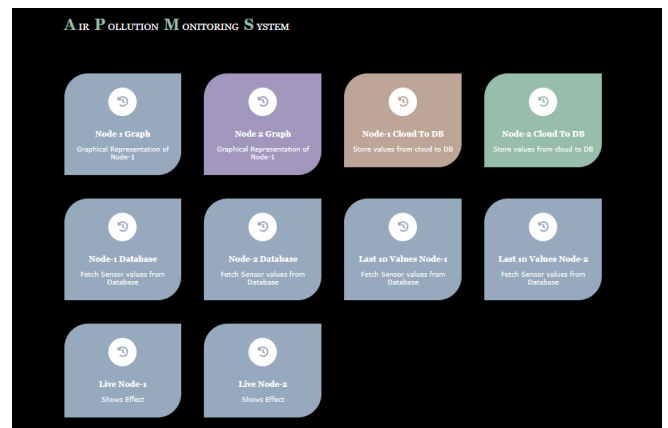 AIR POLLUTION MONITORING SYSTEM
Node 1 Graph
Graphical Representation of
Node-1
Node 2 Graph
Graphical Representation of
Node-1
Node-1 Cloud To DB
Store values from cloud to DB
Node-2 Cloud To DB
Store values from cloud to DB
Node-1 Database
Fetch Sensor values from
Database
Node-2 Database
Fetch Sensor values from
Database
Last 10 Values Node-1
Fetch Sensor values from
Database
Last 10 Values Node-2
Fetch Sensor values from
Database
Live Node-1
Shows Effect
Live Node-2
Shows Effect